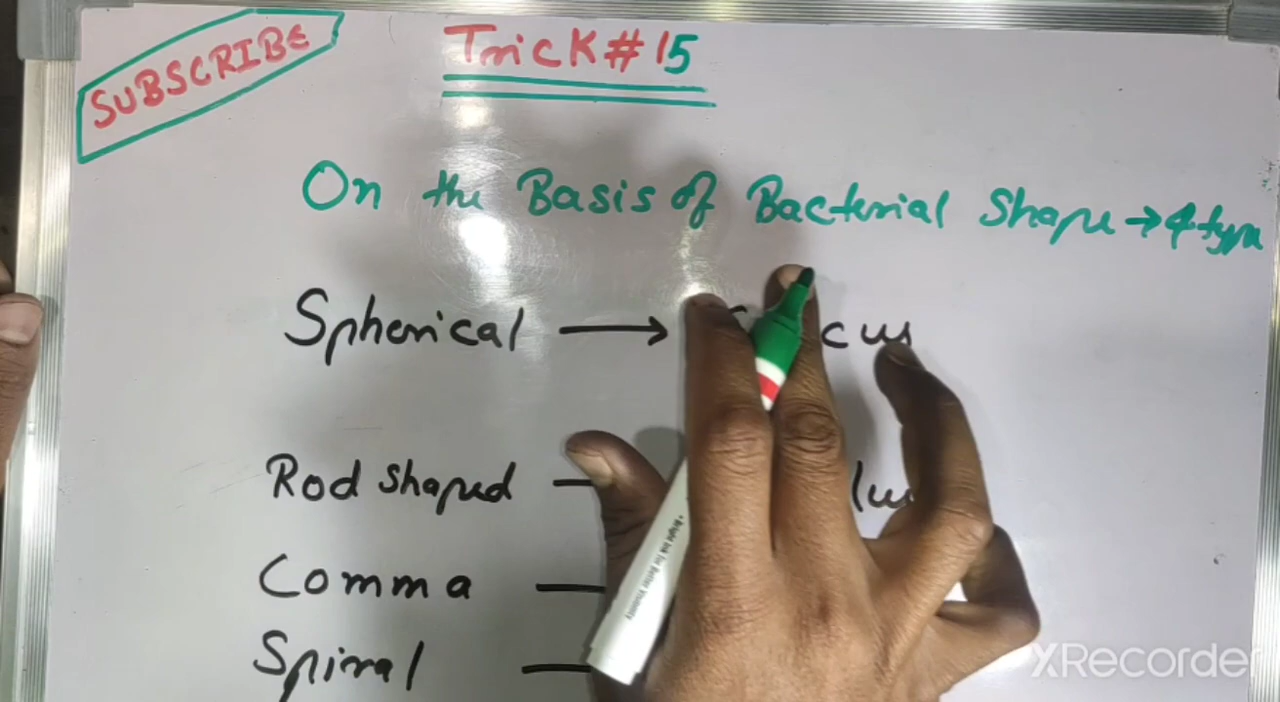 SUBSCRIBE
Trick#15
On the Basis of Bacterial Shape → 4 type
Spherical →
Rod shaped —
Comma —
Spiral —
XRecorder